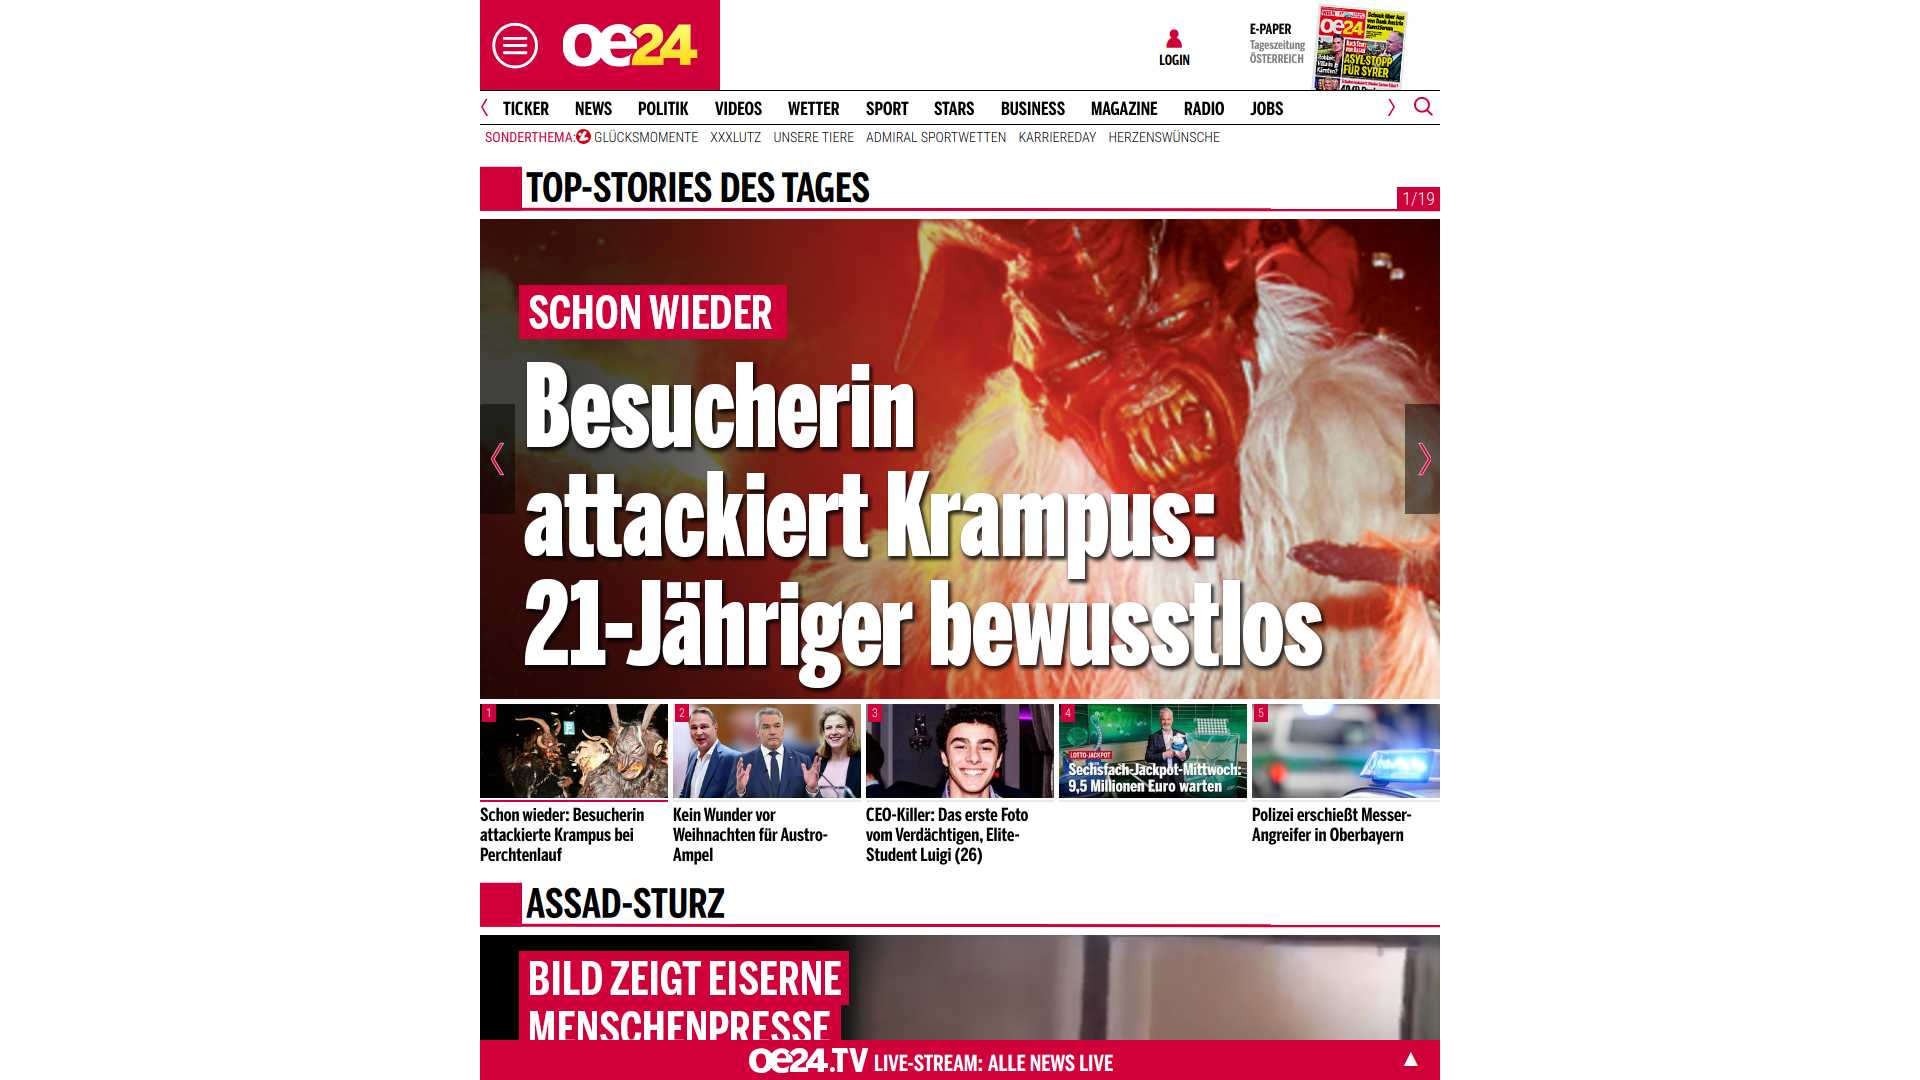 oe24
LOGIN
E-PAPER
Tageszeitung
ÖSTERREICH
oe24
ASYL-STOPP
FÜR SYRER
TICKER NEWS POLITIK VIDEOS WETTER SPORT STARS BUSINESS MAGAZINE RADIO JOBS
SONDERTHEMA: GLÜCKSMOMENTE XXXLUTZ UNSERE TIERE ADMIRAL SPORTWETTEN KARRIEREDAY HERZENSWÜNSCHE
TOP-STORIES DES TAGES
1/19
SCHON WIEDER
Besucherin
attackiert Krampus:
21-Jähriger bewusstlos
1
2
3
4
5
LOTTO-JACKPOT
Sechsfach-Jackpot-Mittwoch:
9,5 Millionen Euro warten
Schon wieder: Besucherin
attackierte Krampus bei
Perchtenlauf
Kein Wunder vor
Weihnachten für Austro-
Ampel
CEO-Killer: Das erste Foto
vom Verdächtigen, Elite-
Student Luigi (26)
Polizei erschießt Messer-
Angreifer in Oberbayern
ASSAD-STURZ
BILD ZEIGT EISERNE
MENSCHENPRESSE
oe24.TV LIVE-STREAM: ALLE NEWS LIVE